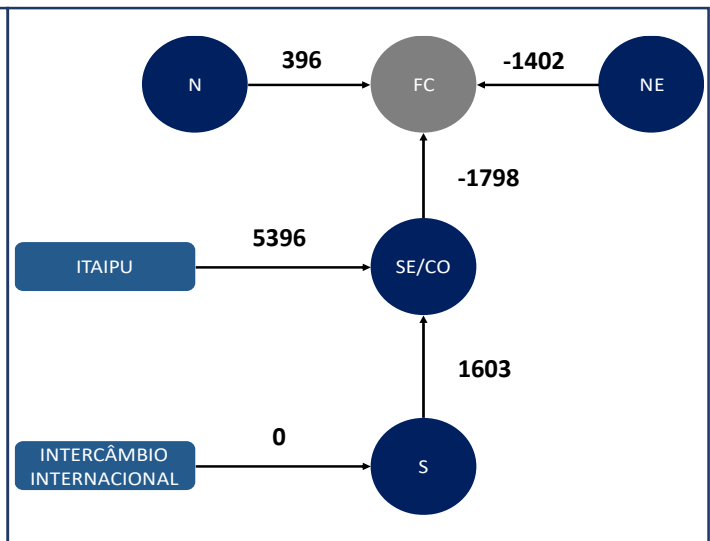 396
-1402
N
FC
NE
-1798
5396
ITAIPU
SE/CO
1603
0
INTERCÂMBIO
INTERNACIONAL
S